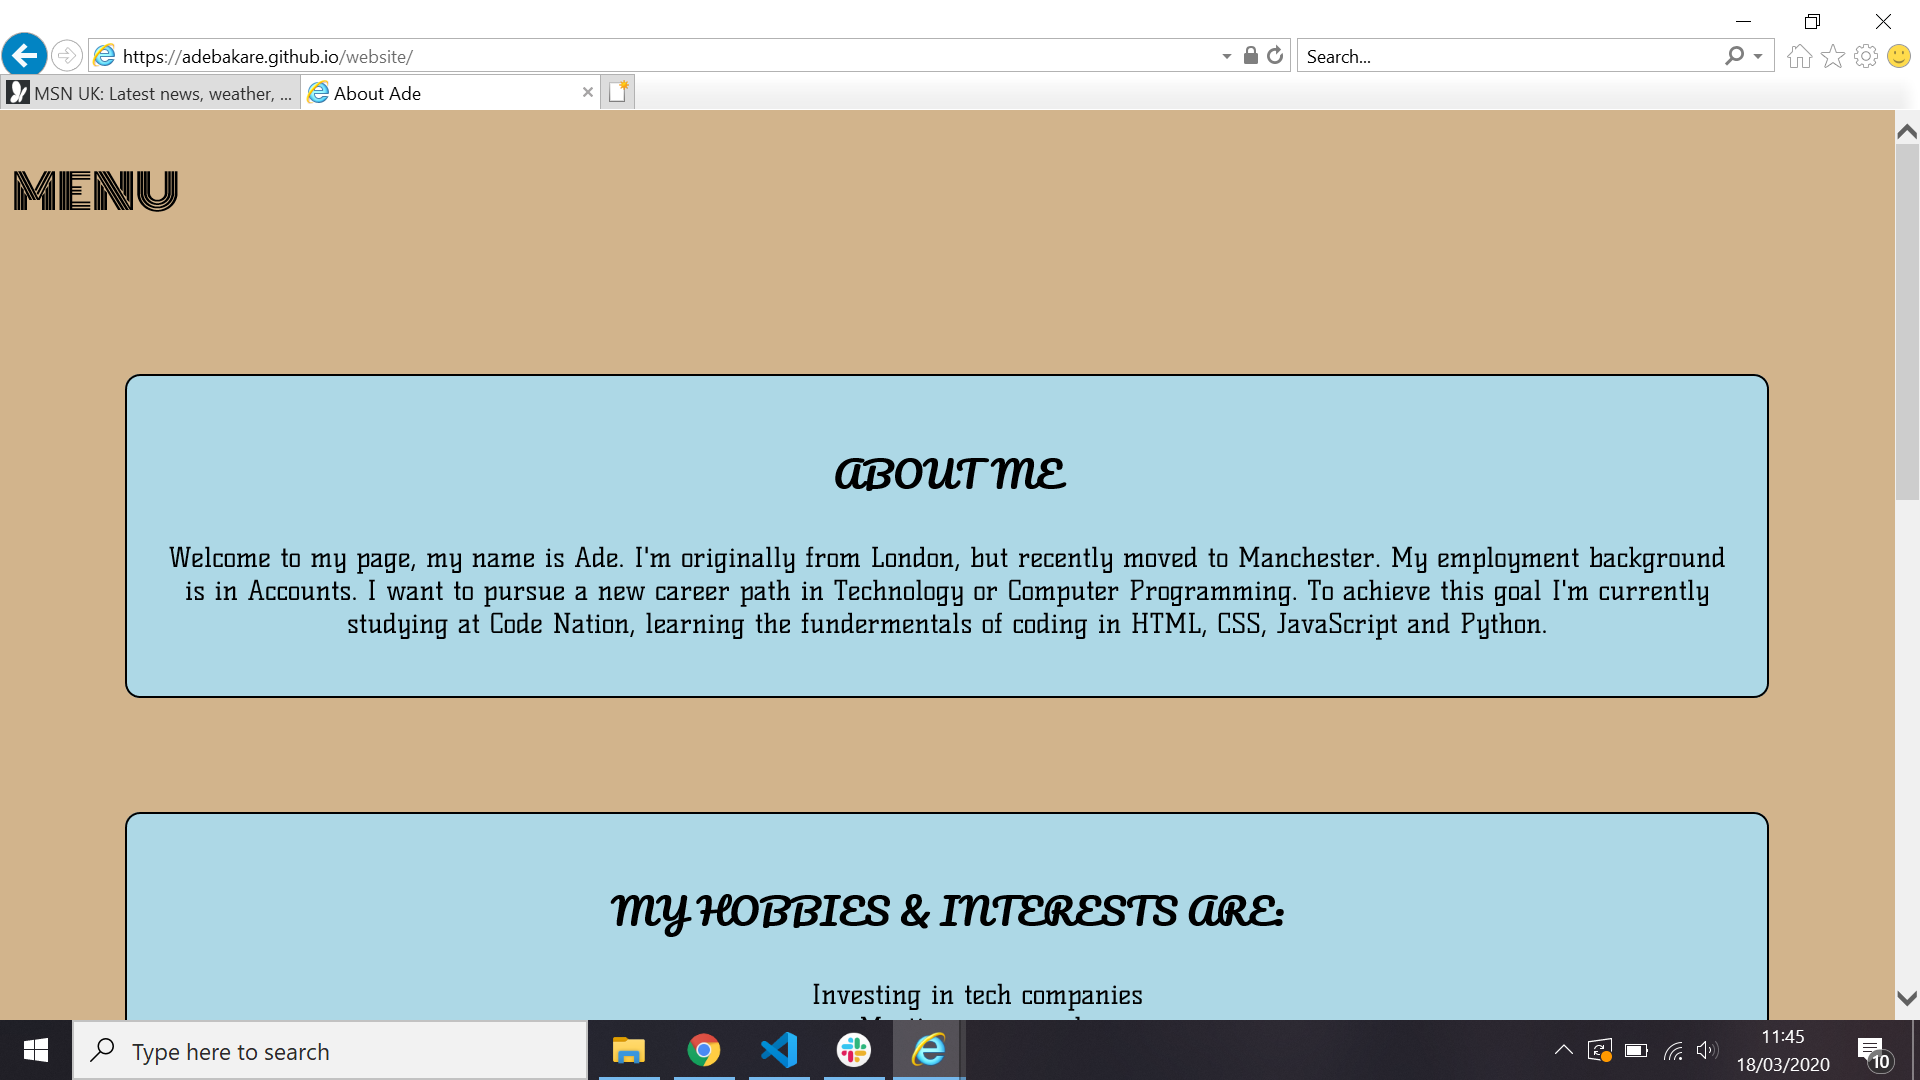 https://adebakare.github.io/website/
Search...
MSN UK: Latest news, weather, ...
About Ade
MENU
ABOUT ME
Welcome to my page, my name is Ade. I'm originally from London, but recently moved to Manchester. My employment background
is in Accounts. I want to pursue a new career path in Technology or Computer Programming. To achieve this goal I'm currently
studying at Code Nation, learning the fundermentals of coding in HTML, CSS, JavaScript and Python.
MY HOBBIES & INTERESTS ARE:
Investing in tech companies
Type here to search
11:45
18/03/2020
10